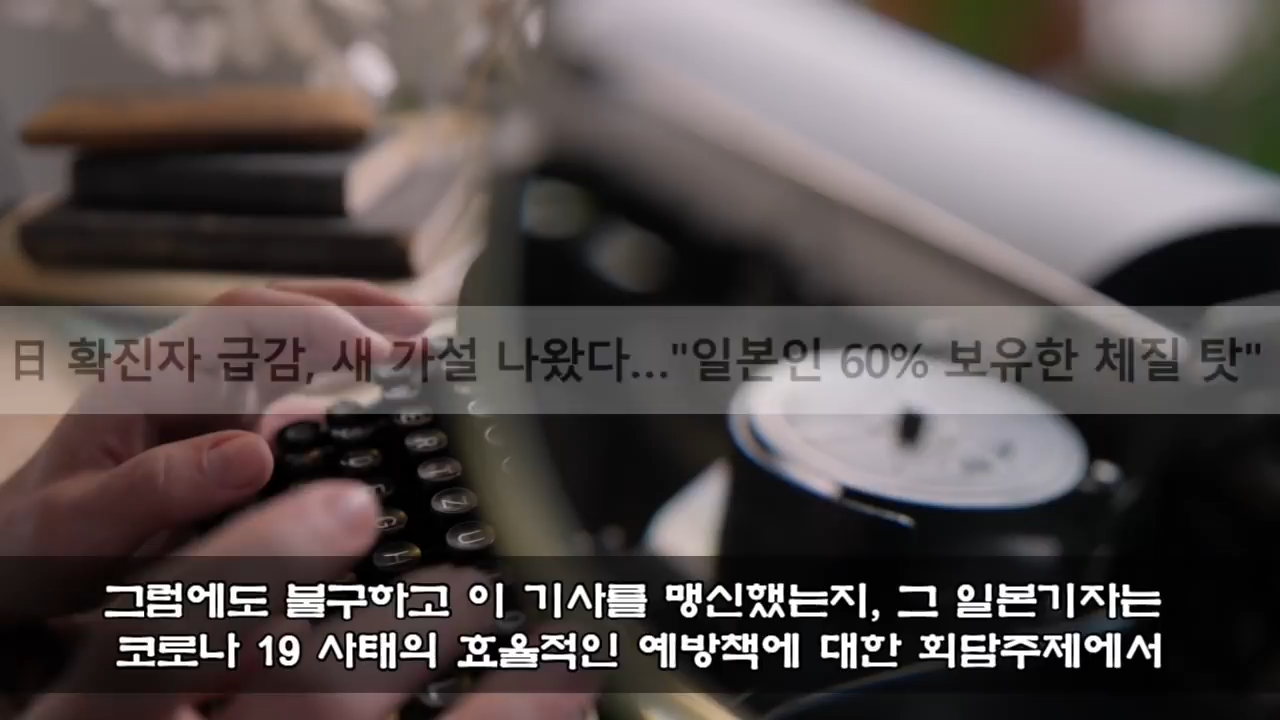 日 확진자 급감, 새 가설 나왔다..."일본인 60% 보유한 체질 탓"
그럼에도 불구하고 이 기사를 맹신했는지, 그 일본기자는
코로나 19 사태의 효율적인 예방책에 대한 회담주제에서